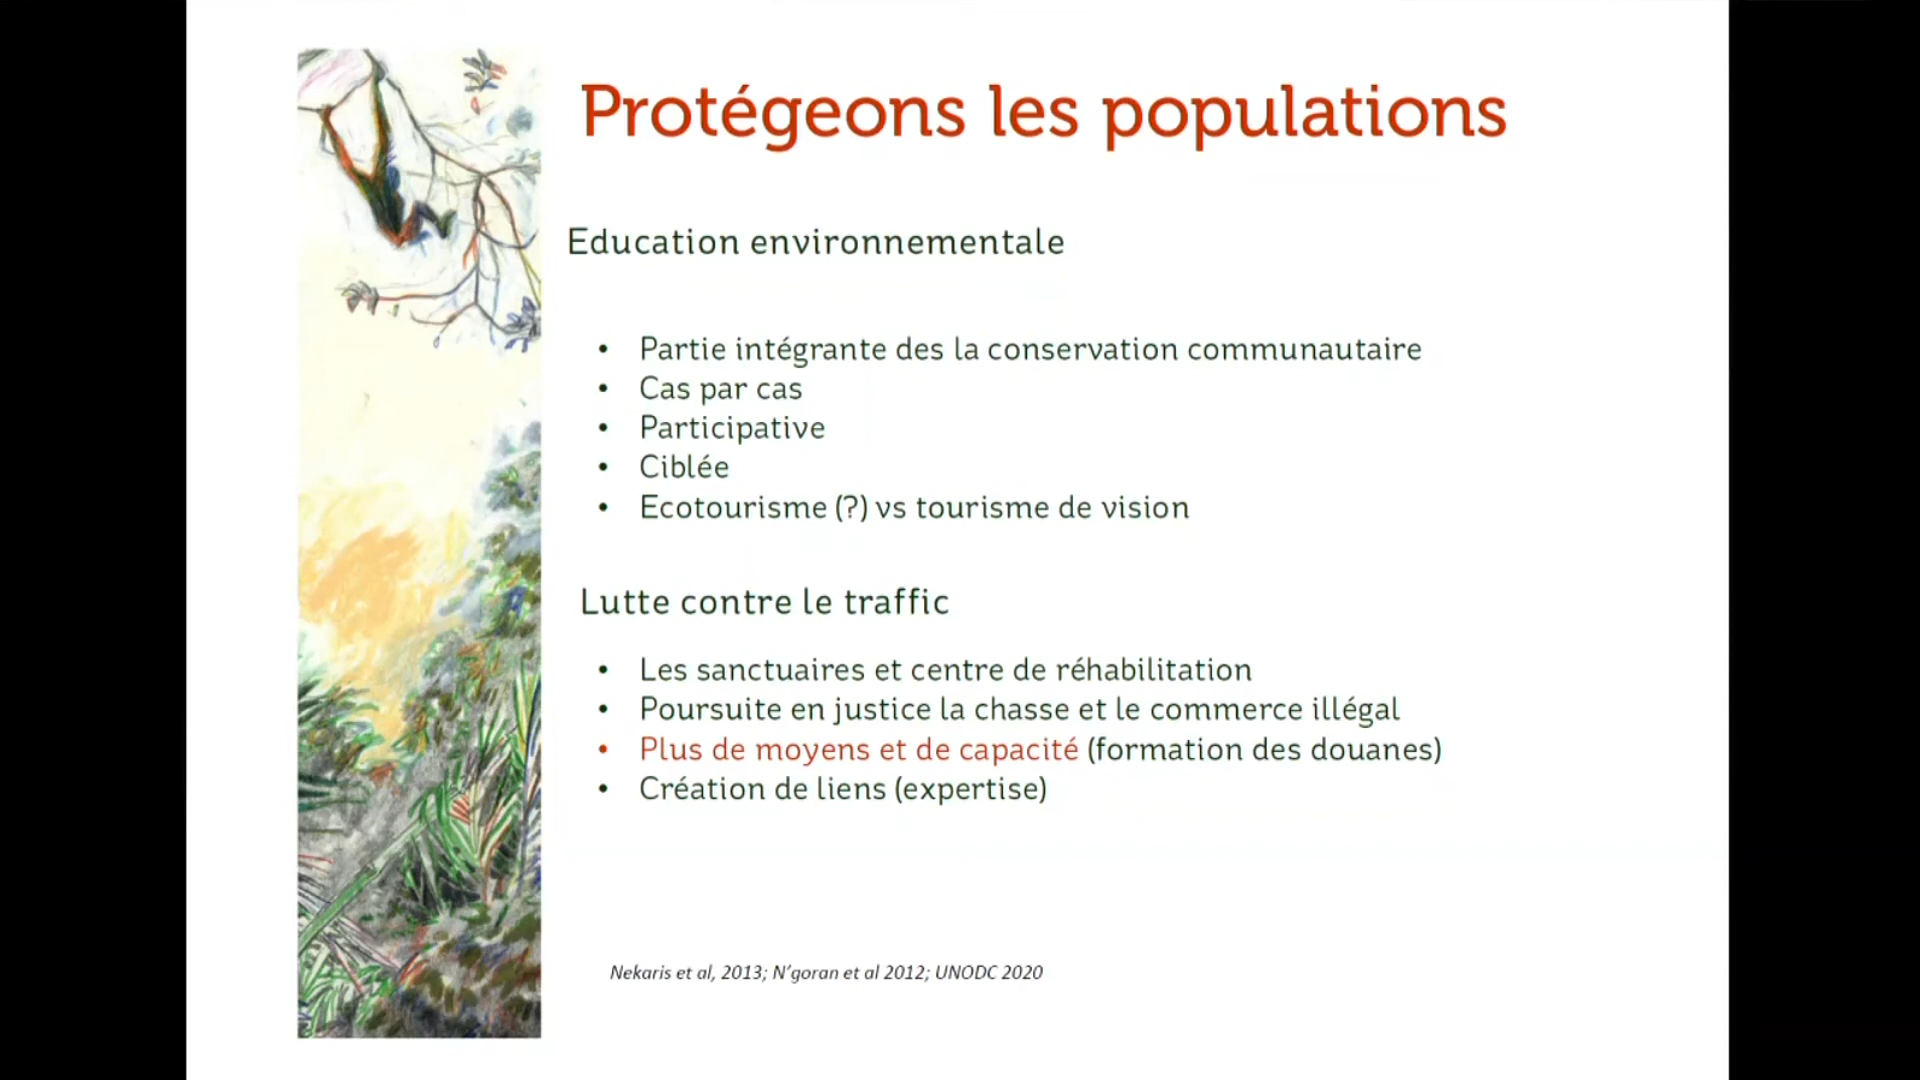 Protégeons les populations
Education environnementale
• Partie intégrante des la conservation communautaire
• Cas par cas
• Participative
• Ciblée
• Ecotourisme (?) vs tourisme de vision
Lutte contre le traffic
• Les sanctuaires et centre de réhabilitation
• Poursuite en justice la chasse et le commerce illégal
• Plus de moyens et de capacité (formation des douanes)
• Création de liens (expertise)
Nekaris et al, 2013; N'goran et al 2012; UNODC 2020